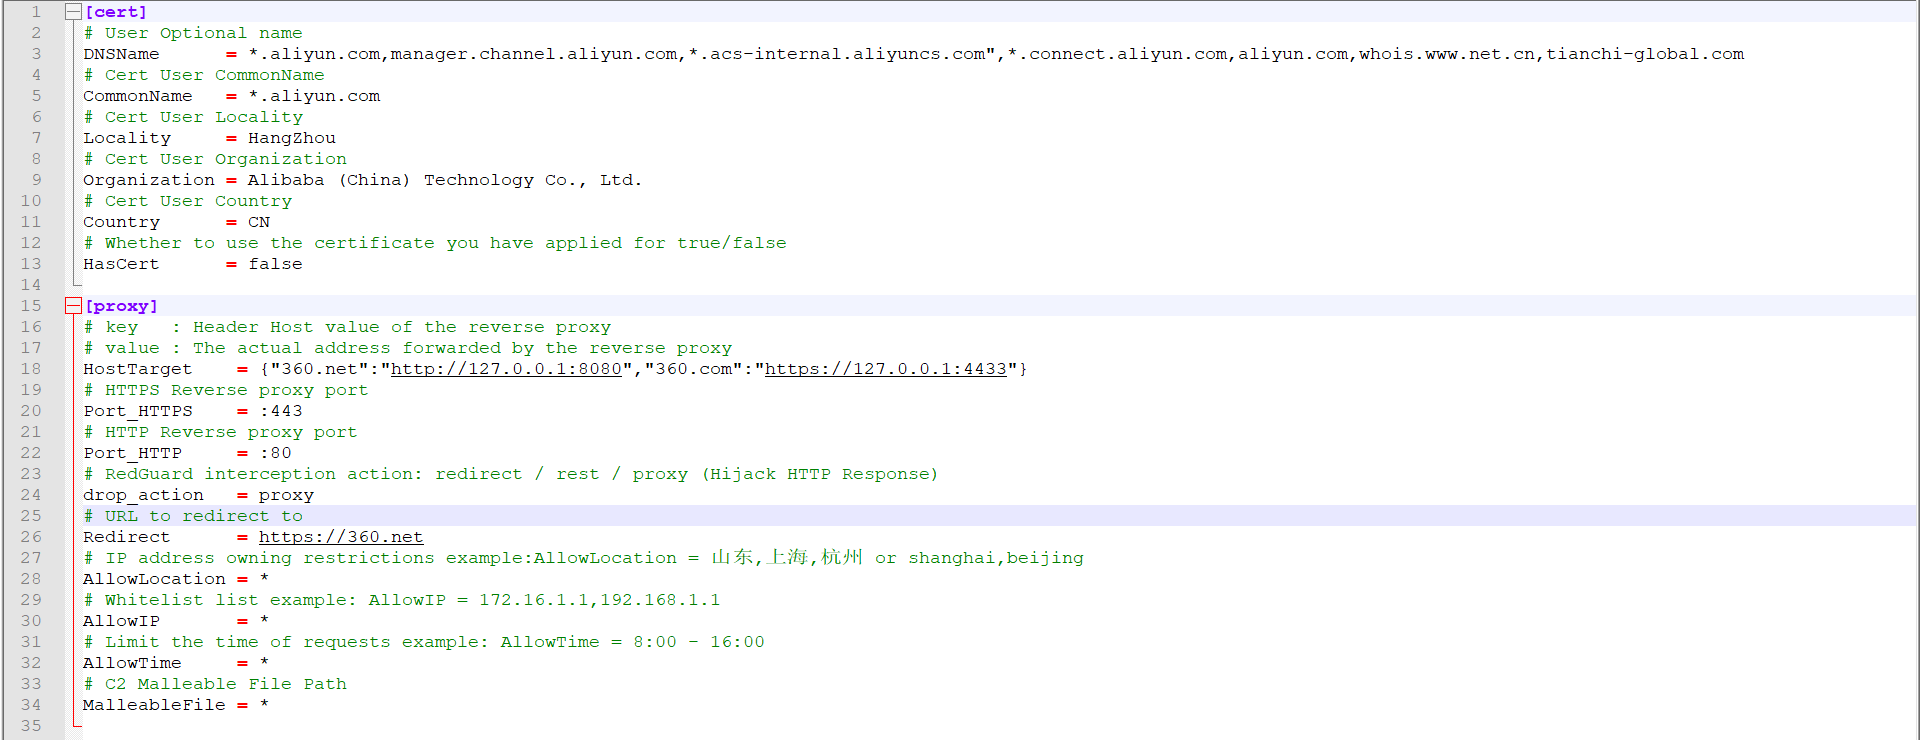 1 [cert]
2 # User Optional name
3 DNSName      = *.aliyun.com,manager.channel.aliyun.com,*.acs-internal.aliyuncs.com",*.connect.aliyun.com,aliyun.com,whois.www.net.cn,tianchi-global.com
4 # Cert User CommonName
5 CommonName   = *.aliyun.com
6 # Cert User Locality
7 Locality     = HangZhou
8 # Cert User Organization
9 Organization = Alibaba (China) Technology Co., Ltd.
10 # Cert User Country
11 Country      = CN
12 # Whether to use the certificate you have applied for true/false
13 HasCert      = false
14
15 [proxy]
16 # key   : Header Host value of the reverse proxy
17 # value : The actual address forwarded by the reverse proxy
18 HostTarget    = {"360.net":"http://127.0.0.1:8080","360.com":"https://127.0.0.1:4433"}
19 # HTTPS Reverse proxy port
20 Port_HTTPS    = :443
21 # HTTP Reverse proxy port
22 Port_HTTP     = :80
23 # RedGuard interception action: redirect / rest / proxy (Hijack HTTP Response)
24 drop_action   = proxy
25 # URL to redirect to
26 Redirect      = https://360.net
27 # IP address owning restrictions example:AllowLocation = 山东,上海,杭州 or shanghai,beijing
28 AllowLocation = *
29 # Whitelist list example: AllowIP = 172.16.1.1,192.168.1.1
30 AllowIP       = *
31 # Limit the time of requests example: AllowTime = 8:00 - 16:00
32 AllowTime     = *
33 # C2 Malleable File Path
34 MalleableFile = *
35